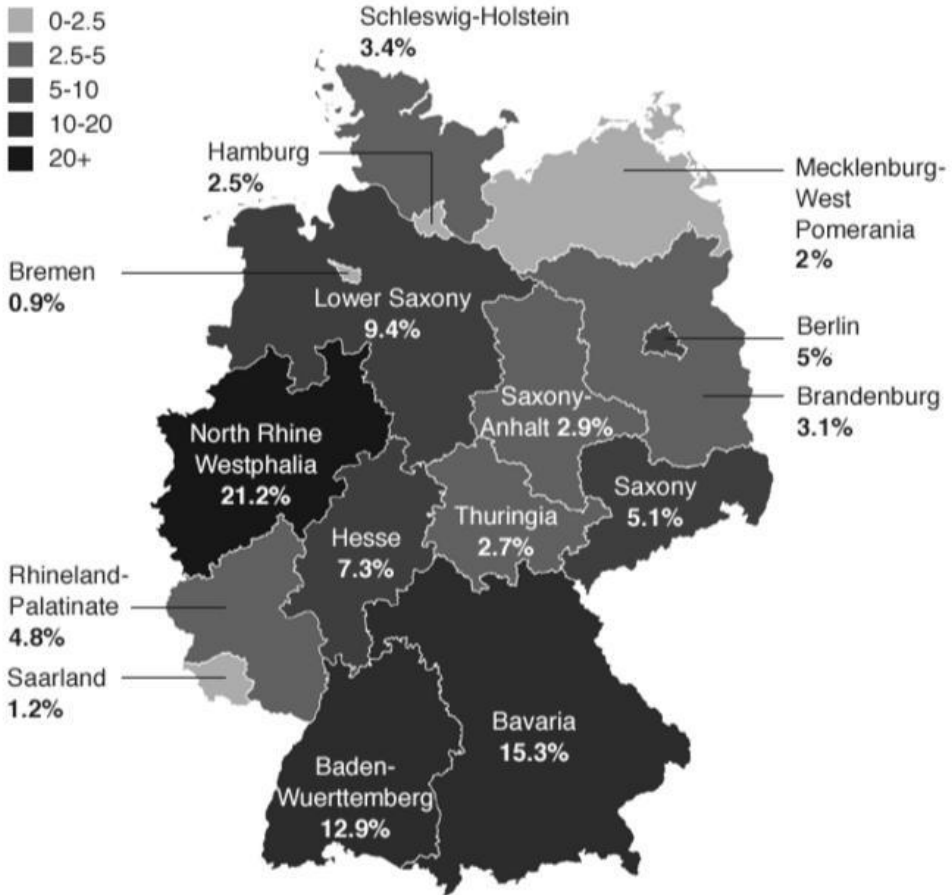 0-2.5
2.5-5
5-10
10-20
20+
Schleswig-Holstein
3.4%
Hamburg
2.5%
Mecklenburg-
West
Pomerania
2%
Bremen
0.9%
Lower Saxony
9.4%
Berlin
5%
Brandenburg
3.1%
Saxony-
Anhalt 2.9%
North Rhine
Westphalia
21.2%
Saxony
5.1%
Thuringia
2.7%
Hesse
7.3%
Rhineland-
Palatinate
4.8%
Saarland
1.2%
Bavaria
15.3%
Baden-
Wuerttemberg
12.9%